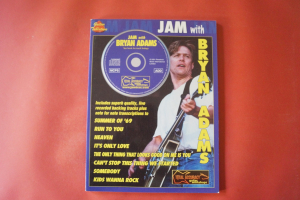 JAM with
BRYAN ADAMS
JAM with
BRYAN ADAMS
Includes superb quality, live
recorded backing tracks plus
note for note transcriptions to
SUMMER OF '69
RUN TO YOU
HEAVEN
IT'S ONLY LOVE
THE ONLY THING THAT LOOKS GOOD ON ME IS YOU
CAN'T STOP THIS THING WE STARTED
SOMEBODY
KIDS WANNA ROCK